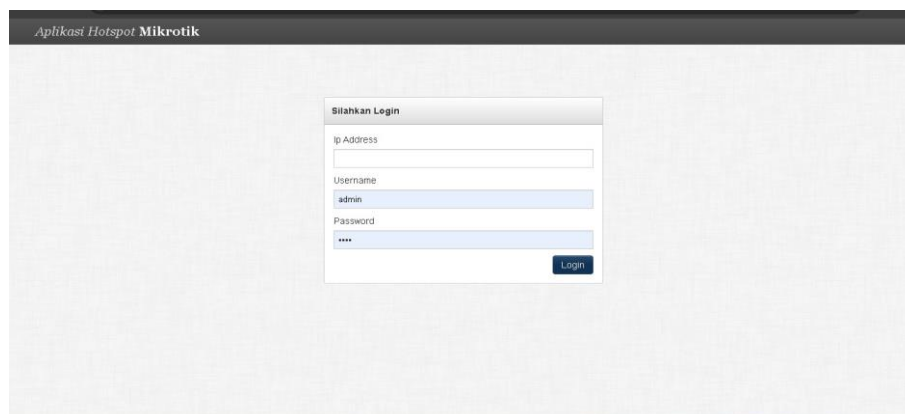 Aplikasi Hotspot Mikrotik
Silahkan Login
Ip Address
Username
admin
Password
••••
Login